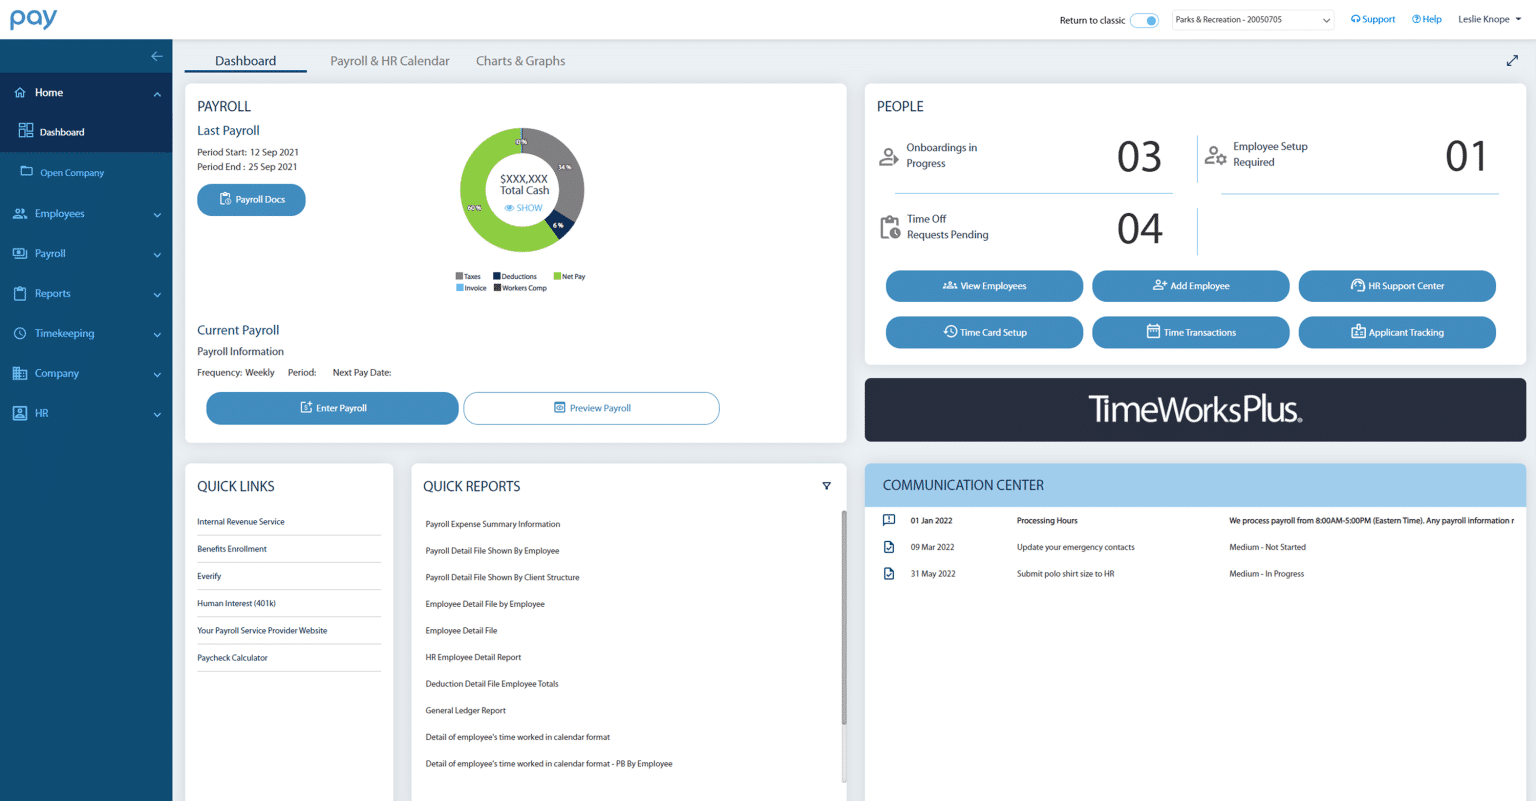 pay
Return to classic
Parks & Recreation - 20050705
Support
Help
Leslie Knope
Home
Dashboard
Open Company
Employees
Payroll
Reports
Timekeeping
Company
HR
Dashboard
Payroll & HR Calendar
Charts & Graphs
PAYROLL
Last Payroll
Period Start: 12 Sep 2021
Period End : 25 Sep 2021
Payroll Docs
0 %
34 %
60 %
6 %
$XXX,XXX
Total Cash
SHOW
Taxes Deductions Net Pay
Invoice Workers Comp
Current Payroll
Payroll Information
Frequency: Weekly Period: Next Pay Date:
Enter Payroll
Preview Payroll
PEOPLE
Onboardings in
Progress
03
Employee Setup
Required
01
Time Off
Requests Pending
04
View Employees
Add Employee
HR Support Center
Time Card Setup
Time Transactions
Applicant Tracking
TimeWorksPlus®
QUICK LINKS
Internal Revenue Service
Benefits Enrollment
Everify
Human Interest (401k)
Your Payroll Service Provider Website
Paycheck Calculator
QUICK REPORTS
Payroll Expense Summary Information
Payroll Detail File Shown By Employee
Payroll Detail File Shown By Client Structure
Employee Detail File by Employee
Employee Detail File
HR Employee Detail Report
Deduction Detail File Employee Totals
General Ledger Report
Detail of employee's time worked in calendar format
Detail of employee's time worked in calendar format - PB By Employee
COMMUNICATION CENTER
01 Jan 2022 Processing Hours We process payroll from 8:00AM-5:00PM (Eastern Time). Any payroll information
09 Mar 2022 Update your emergency contacts Medium - Not Started
31 May 2022 Submit polo shirt size to HR Medium - In Progress